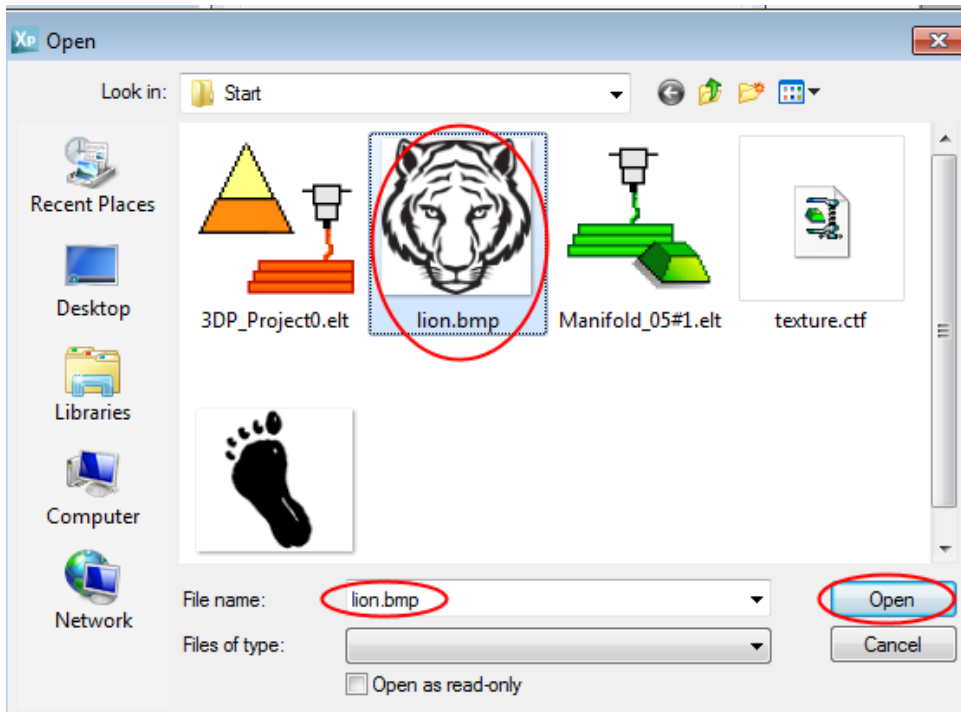 XP Open
Look in: Start
Recent Places
Desktop
Libraries
Computer
Network
3DP_Project0.elt
lion.bmp
Manifold_05#1.elt
texture.ctf
File name: lion.bmp
Open
Files of type:
Cancel
Open as read-only